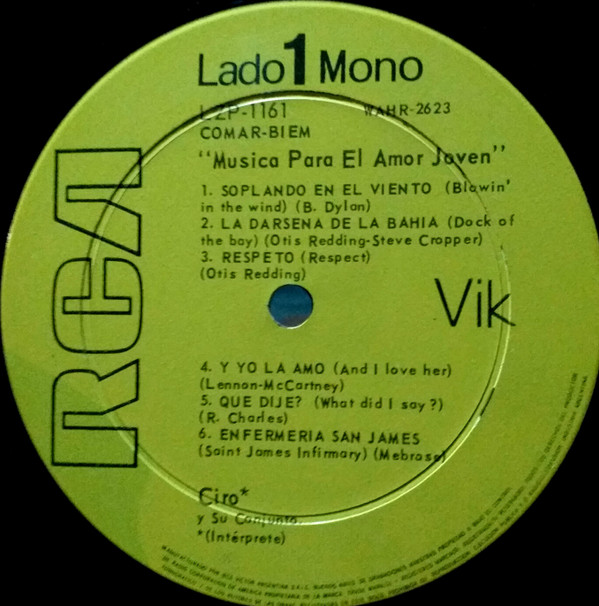 Lado 1 Mono
LZP-1161 WAHR-2623
COMAR-BIEM
"Musica Para El Amor Joven"
1. SOPLANDO EN EL VIENTO (Blowin'
in the wind) (B. Dylan)
2. LA DARSENA DE LA BAHIA (Dock of
the bay) (Otis Redding-Steve Cropper)
3. RESPETO (Respect)
(Otis Redding)
RCA
Vik
4. Y YO LA AMO (And I love her)
(Lennon-McCartney)
5. QUE DIJE? (What did I say?)
(R. Charles)
6. ENFERMERIA SAN JAMES
(Saint James Infirmary) (Mebrose)
Ciro*
y Su Conjunto
*(Intérprete)